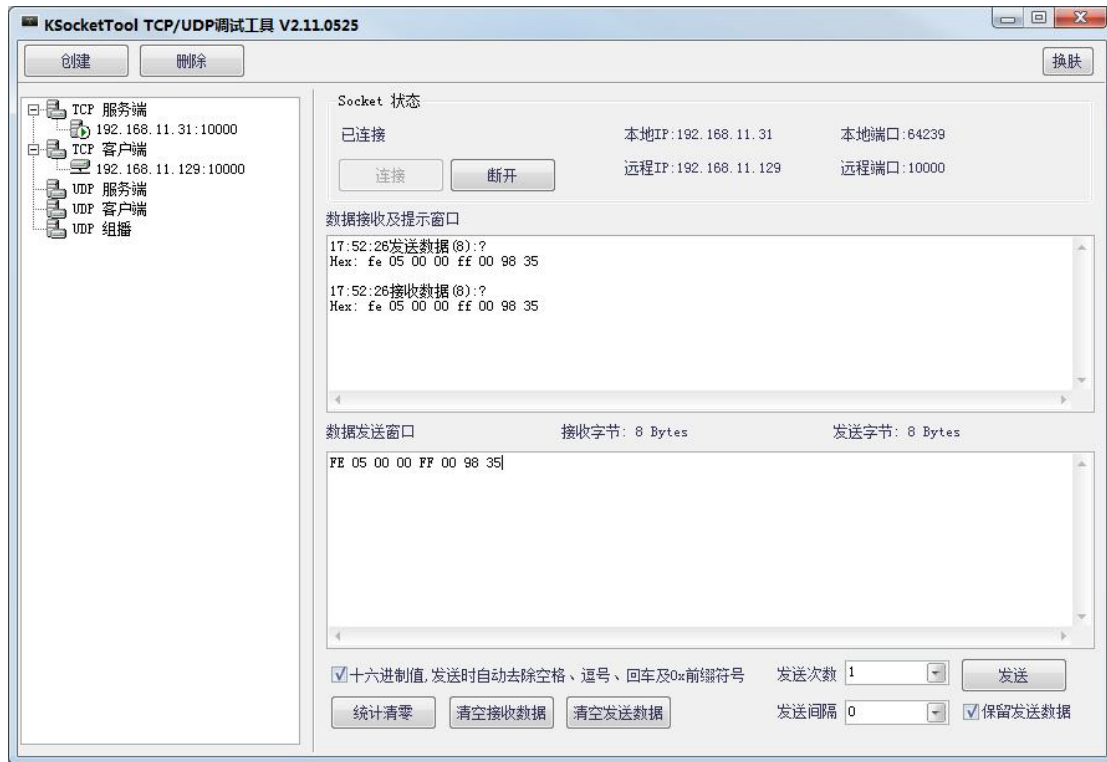 KSocketTool TCP/UDP调试工具 V2.11.0525
创建 删除 换肤
TCP 服务端
192.168.11.31:10000
TCP 客户端
192.168.11.129:10000
UDP 服务端
UDP 客户端
UDP 组播
Socket 状态
已连接 本地IP:192.168.11.31 本地端口:64239
连接 断开 远程IP:192.168.11.129 远程端口:10000
数据接收及提示窗口
17:52:26发送数据(8):?
Hex: fe 05 00 00 ff 00 98 35
17:52:26接收数据(8):?
Hex: fe 05 00 00 ff 00 98 35
数据发送窗口 接收字节: 8 Bytes 发送字节: 8 Bytes
FE 05 00 00 FF 00 98 35
十六进制值,发送时自动去除空格、逗号、回车及0x前缀符号 发送次数 1 发送
统计清零 清空接收数据 清空发送数据 发送间隔 0 保留发送数据